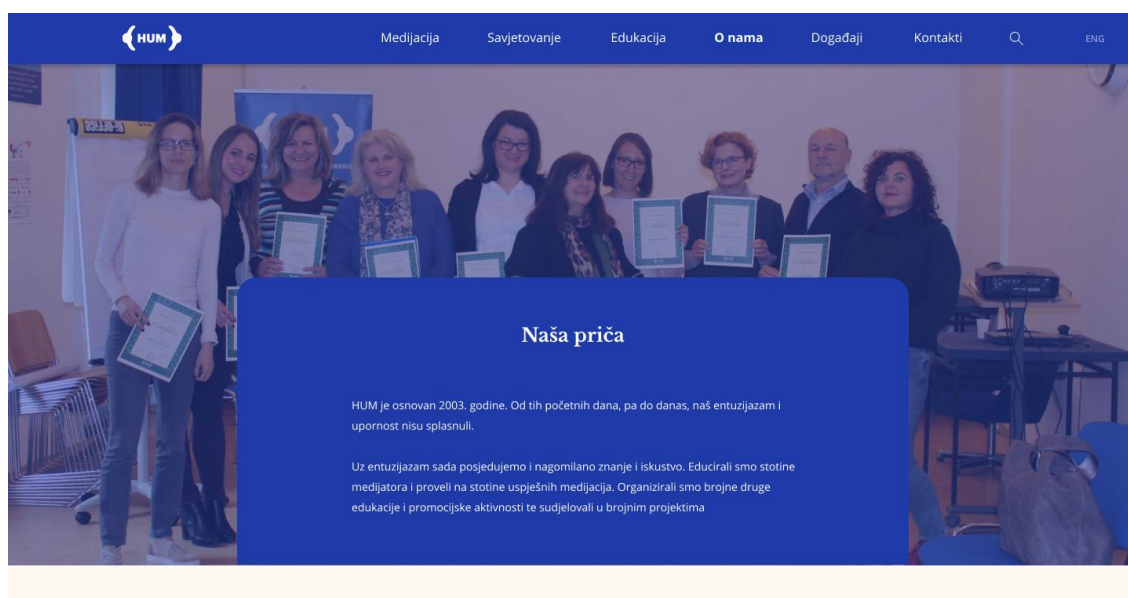 HUM
Medijacija
Savjetovanje
Edukacija
O nama
Događaji
Kontakti
ENG
Naša priča
HUM je osnovan 2003. godine. Od tih početnih dana, pa do danas, naš entuzijazam i
upornost nisu splasnuli.
Uz entuzijazam sada posjedujemo i nagomilano znanje i iskustvo. Educirali smo stotine
medijatora i proveli na stotine uspješnih medijacija. Organizirali smo brojne druge
edukacije i promocijske aktivnosti te sudjelovali u brojnim projektima